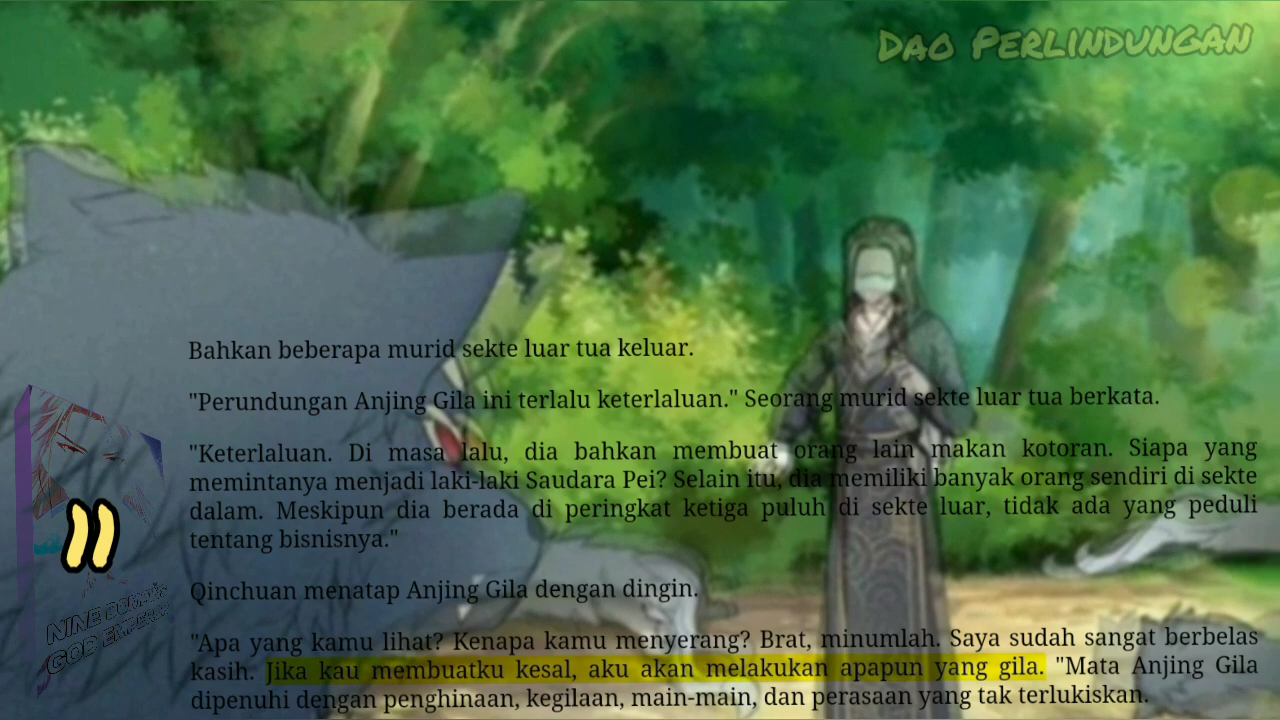 Dao Perlindungan
Bahkan beberapa murid sekte luar tua keluar.
"Perundungan Anjing Gila ini terlalu keterlaluan." Seorang murid sekte luar tua berkata.
"Keterlaluan. Di masa lalu, dia bahkan membuat orang lain makan kotoran. Siapa yang
memintanya menjadi laki-laki Saudara Pei? Selain itu, dia memiliki banyak orang sendiri di sekte
dalam. Meskipun dia berada di peringkat ketiga puluh di sekte luar, tidak ada yang peduli
tentang bisnisnya."
Qinchuan menatap Anjing Gila dengan dingin.
"Apa yang kamu lihat? Kenapa kamu menyerang? Brat, minumlah. Saya sudah sangat berbelas
kasih. Jika kau membuatku kesal, aku akan melakukan apapun yang gila. "Mata Anjing Gila
dipenuhi dengan penghinaan, kegilaan, main-main, dan perasaan yang tak terlukiskan.
NINE DOMAINS
GOD EMPEROR